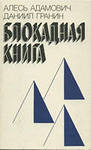 АЛЕСЬ АДАМОВИЧ
ДАНИИЛ ГРАНИН
БЛОКАДНАЯ
КНИГА